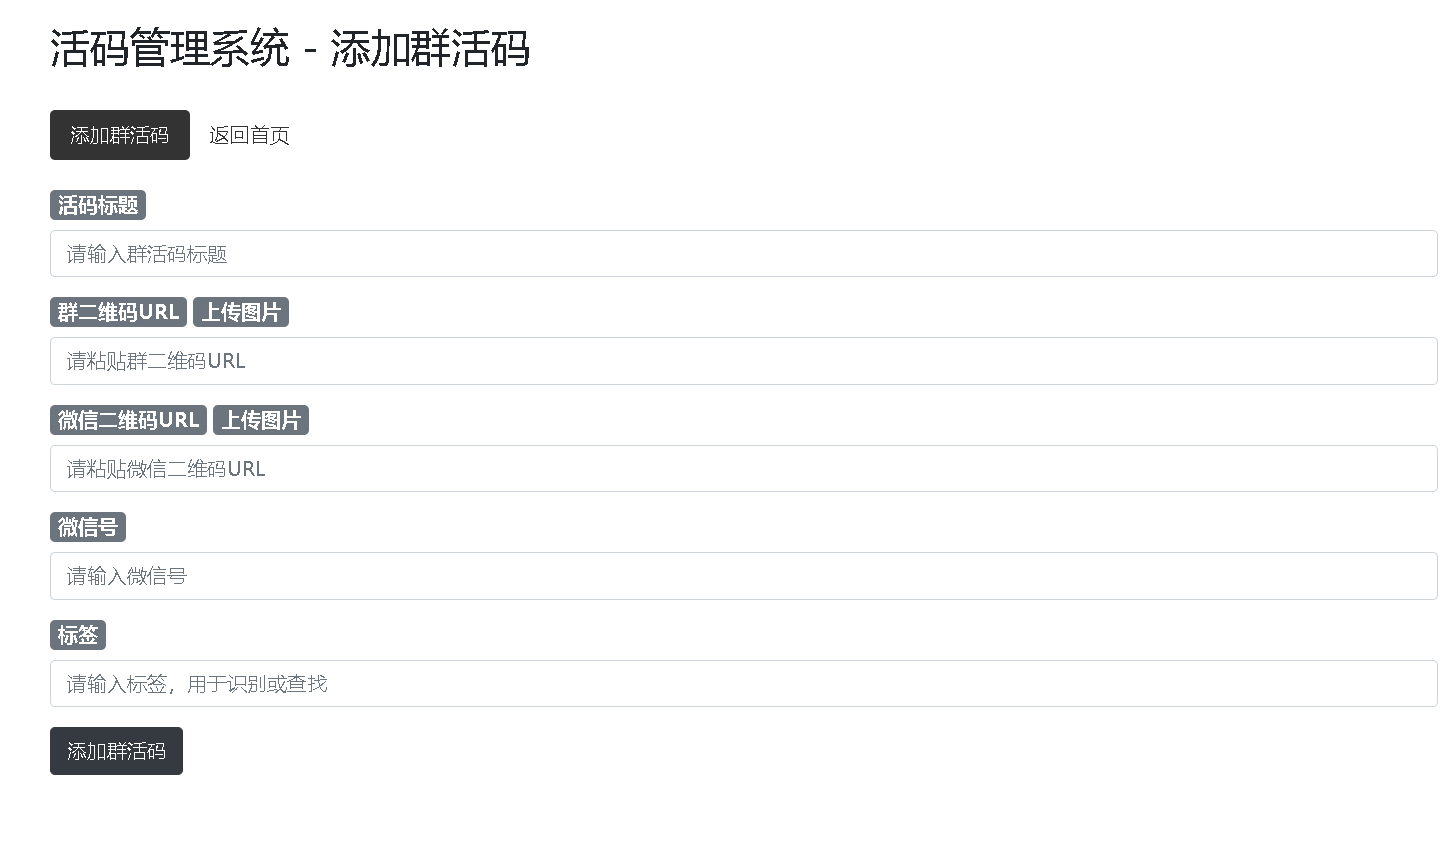 活码管理系统 - 添加群活码
添加群活码 返回首页
活码标题
请输入群活码标题
群二维码URL 上传图片
请粘贴群二维码URL
微信二维码URL 上传图片
请粘贴微信二维码URL
微信号
请输入微信号
标签
请输入标签，用于识别或查找
添加群活码